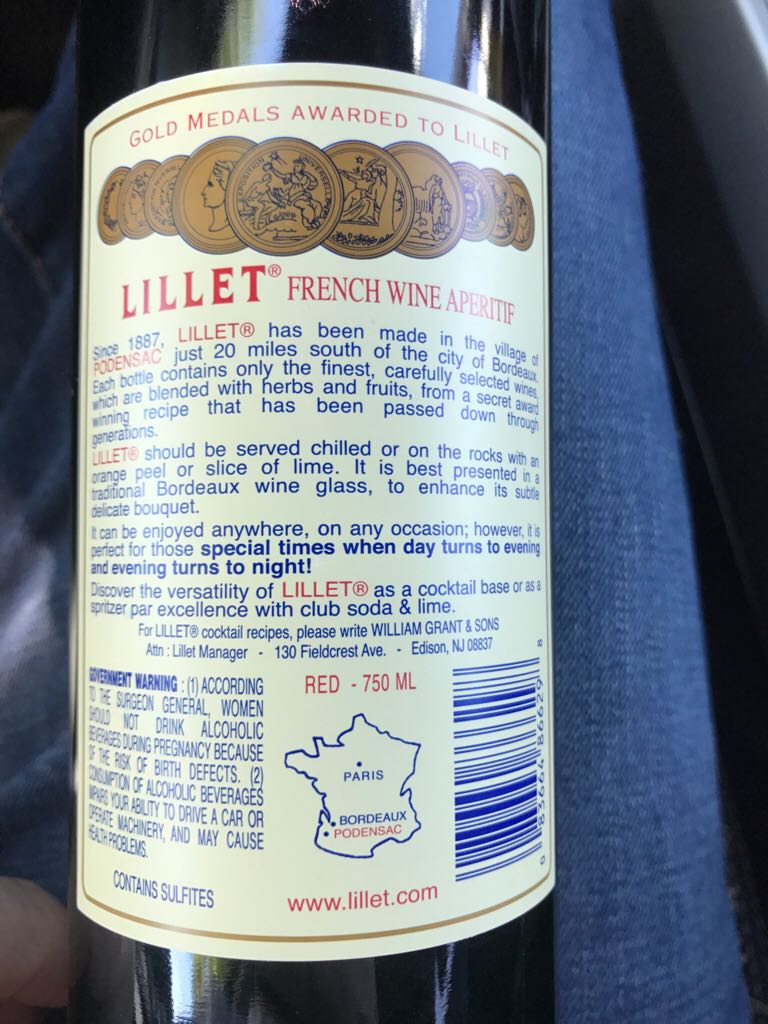 GOLD MEDALS AWARDED TO LILLET
LILLET® FRENCH WINE APERITIF
Since 1887, LILLET® has been made in the village of
PODENSAC just 20 miles south of the city of Bordeaux.
Each bottle contains only the finest, carefully selected wines,
which are blended with herbs and fruits, from a secret award
winning recipe that has been passed down through
generations.
LILLET® should be served chilled or on the rocks with an
orange peel or slice of lime. It is best presented in a
traditional Bordeaux wine glass, to enhance its subtle
delicate bouquet.
It can be enjoyed anywhere, on any occasion; however, it is
perfect for those special times when day turns to evening
and evening turns to night!
Discover the versatility of LILLET® as a cocktail base or as a
spritzer par excellence with club soda & lime.
For LILLET® cocktail recipes, please write WILLIAM GRANT & SONS
Attn : Lillet Manager - 130 Fieldcrest Ave. - Edison, NJ 08837
GOVERNMENT WARNING : (1) ACCORDING
TO THE SURGEON GENERAL, WOMEN
SHOULD NOT DRINK ALCOHOLIC
BEVERAGES DURING PREGNANCY BECAUSE
OF THE RISK OF BIRTH DEFECTS. (2)
CONSUMPTION OF ALCOHOLIC BEVERAGES
IMPAIRS YOUR ABILITY TO DRIVE A CAR OR
OPERATE MACHINERY, AND MAY CAUSE
HEALTH PROBLEMS.
CONTAINS SULFITES
RED - 750 ML
PARIS
BORDEAUX
PODENSAC
www.lillet.com
0 83664 86629 8